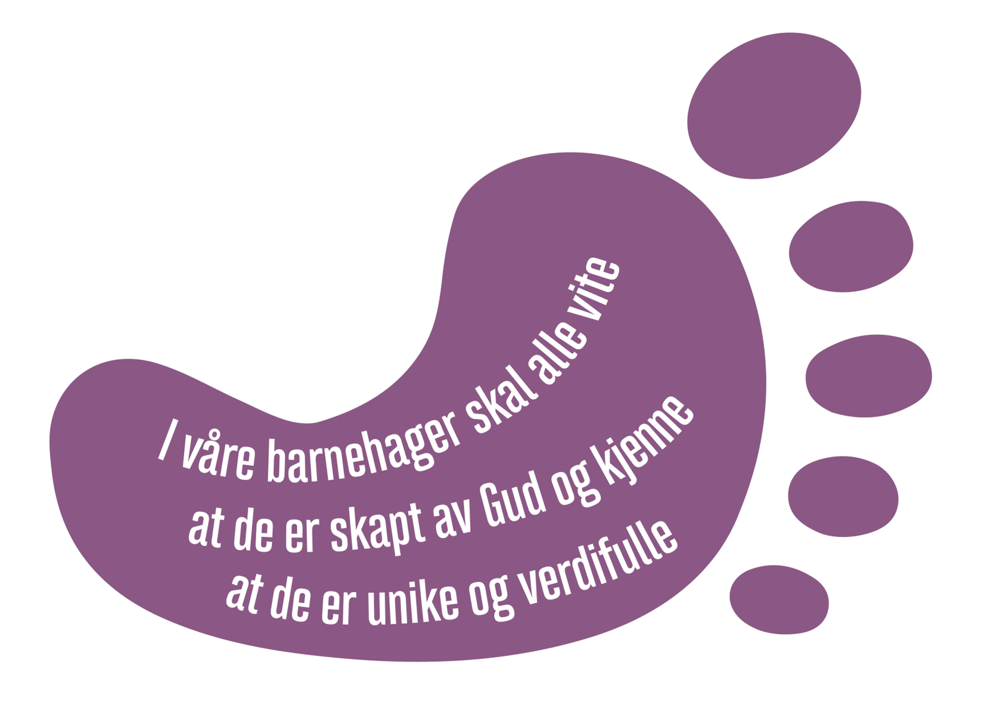 I våre barnehager skal alle vite
at de er skapt av Gud og kjenne
at de er unike og verdifulle